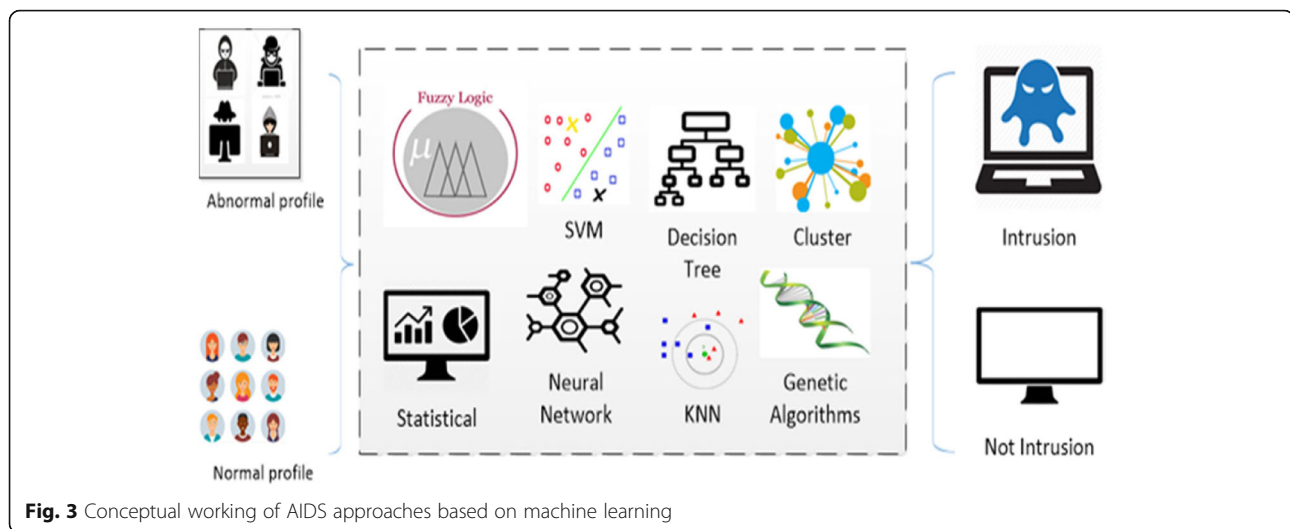 Abnormal profile
Normal profile
Fuzzy Logic
μ
SVM
Decision
Tree
Cluster
Statistical
Neural
Network
KNN
Genetic
Algorithms
Intrusion
Not Intrusion
Fig. 3 Conceptual working of AIDS approaches based on machine learning